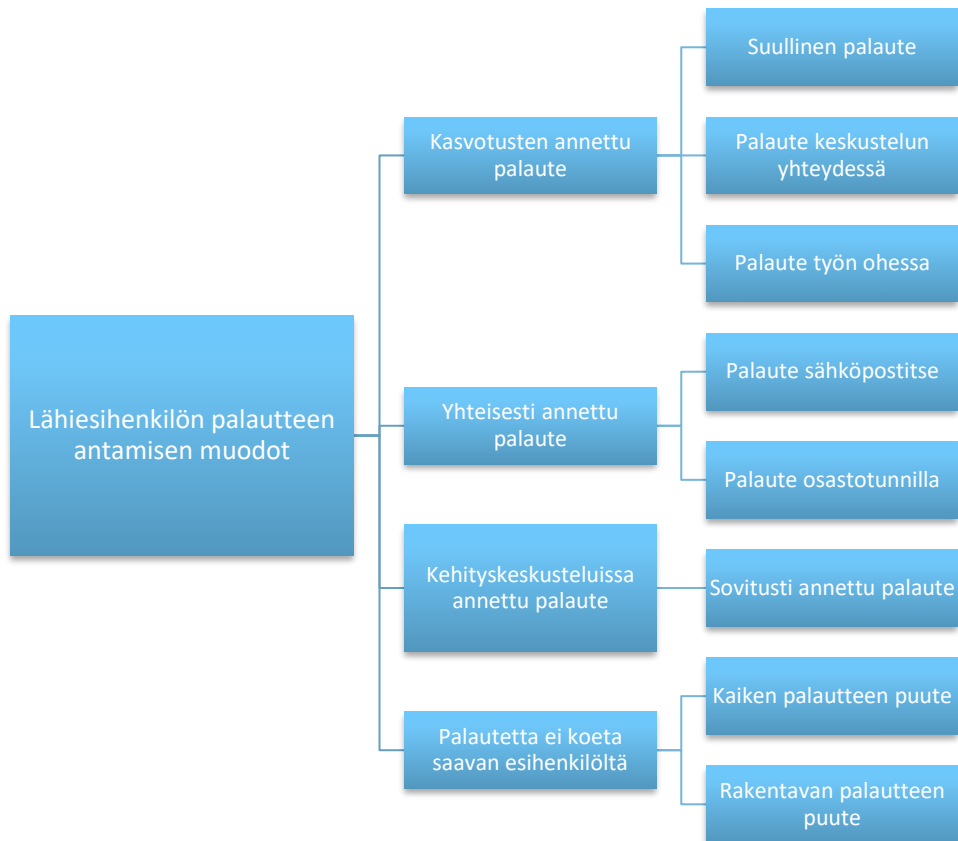 Lähiesihenkilön palautteen
antamisen muodot
Kasvotusten annettu
palaute
Suullinen palaute
Palaute keskustelun
yhteydessä
Palaute työn ohessa
Yhteisesti annettu
palaute
Palaute sähköpostitse
Palaute osastotunnilla
Kehityskeskusteluissa
annettu palaute
Sovitusti annettu palaute
Palautetta ei koeta
saavan esihenkilöltä
Kaiken palautteen puute
Rakentavan palautteen
puute